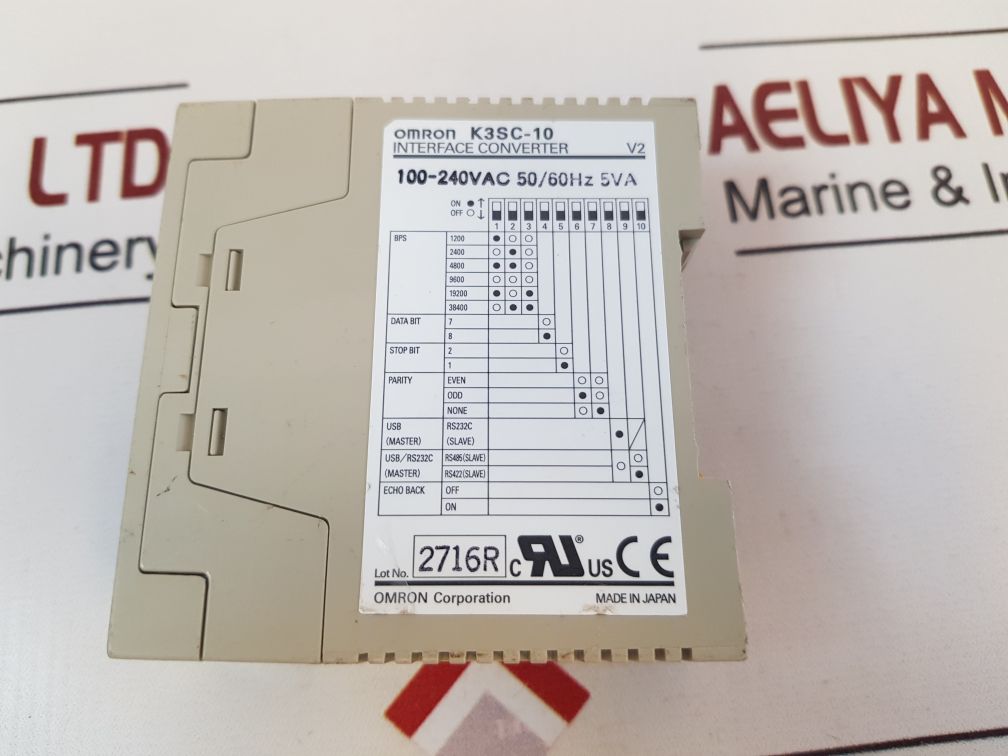 LTD
chinery
AELIYA M
Marine & In
OMRON K3SC-10
INTERFACE CONVERTER V2
100-240VAC 50/60Hz 5VA
ON ● ↑
OFF ○ ↓
1 2 3 4 5 6 7 8 9 10
BPS 1200 ● ○ ○
2400 ○ ● ○
4800 ● ● ○
9600 ○ ○ ○
19200 ● ○ ●
38400 ○ ● ●
DATA BIT 7 ○
8 ●
STOP BIT 2 ○
1 ●
PARITY EVEN ○ ○
ODD ● ○
NONE ○ ●
USB RS232C
(MASTER) (SLAVE) ●
USB/RS232C RS485(SLAVE) ○ ○
(MASTER) RS422(SLAVE) ●
ECHO BACK OFF ○
ON ●
Lot No. 2716R c RU ® US CE
OMRON Corporation MADE IN JAPAN